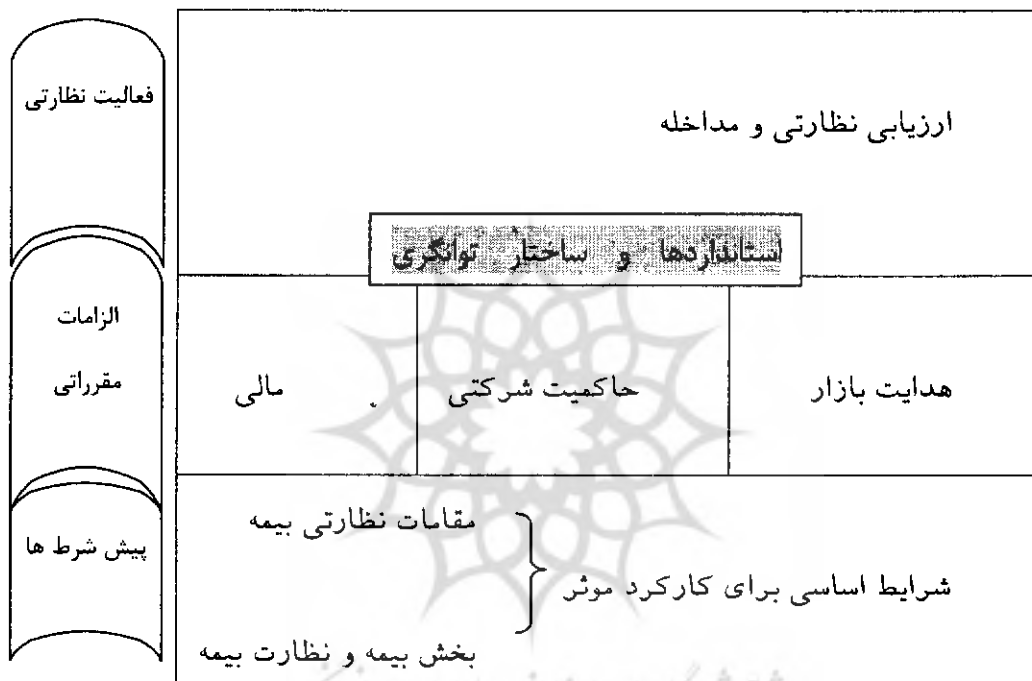 فعالیت نظارتی
ارزیابی نظارتی و مداخله
استانداردها و ساختار توانگری
الزامات
مقرراتی
هدایت بازار
حاکمیت شرکتی
مالی
پیش شرط ها
شرایط اساسی برای کارکرد موثر
مقامات نظارتی بیمه
بخش بیمه و نظارت بیمه